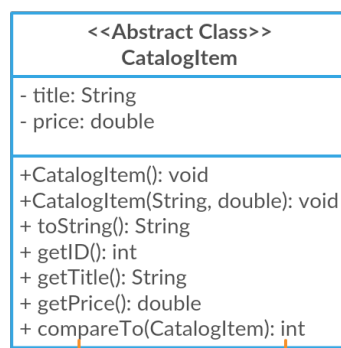 <<Abstract Class>>
CatalogItem
- title: String
- price: double
+CatalogItem(): void
+CatalogItem(String, double): void
+ toString(): String
+ getID(): int
+ getTitle(): String
+ getPrice(): double
+ compareTo(CatalogItem): int